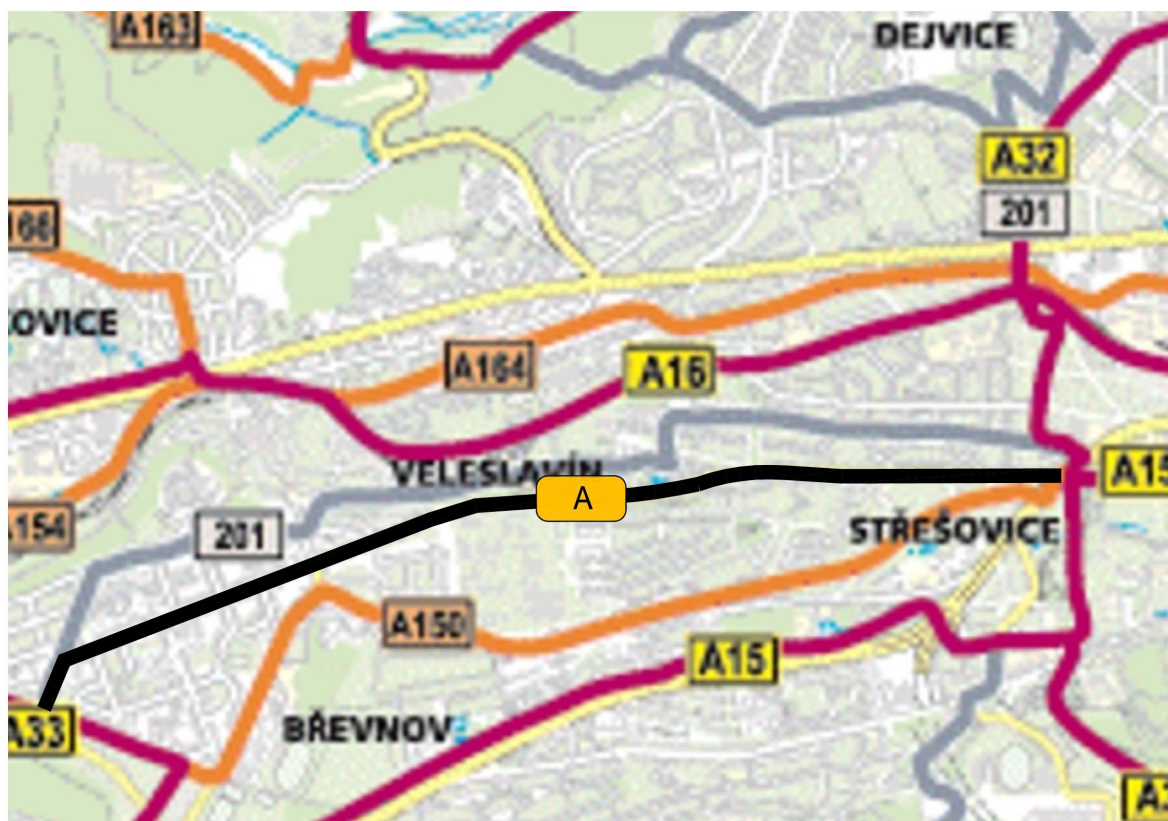 A163
DEJVICE
A32
201
166
OVICE
A164
A16
VELESLAVÍN
A
A15
154
201
STŘEŠOVICE
A150
A15
A33
BŘEVNOV